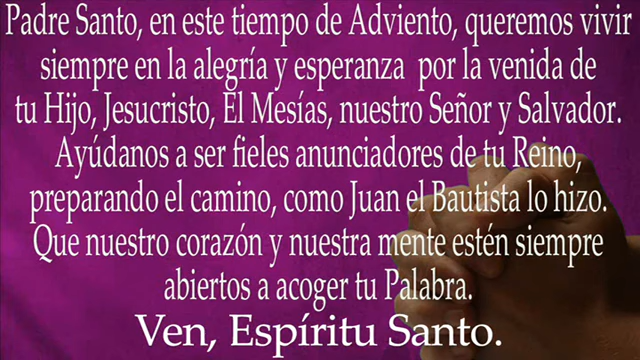 Padre Santo, en este tiempo de Adviento, queremos vivir
siempre en la alegría y esperanza por la venida de
tu Hijo, Jesucristo, El Mesías, nuestro Señor y Salvador.
Ayúdanos a ser fieles anunciadores de tu Reino,
preparando el camino, como Juan el Bautista lo hizo.
Que nuestro corazón y nuestra mente estén siempre
abiertos a acoger tu Palabra.
Ven, Espíritu Santo.